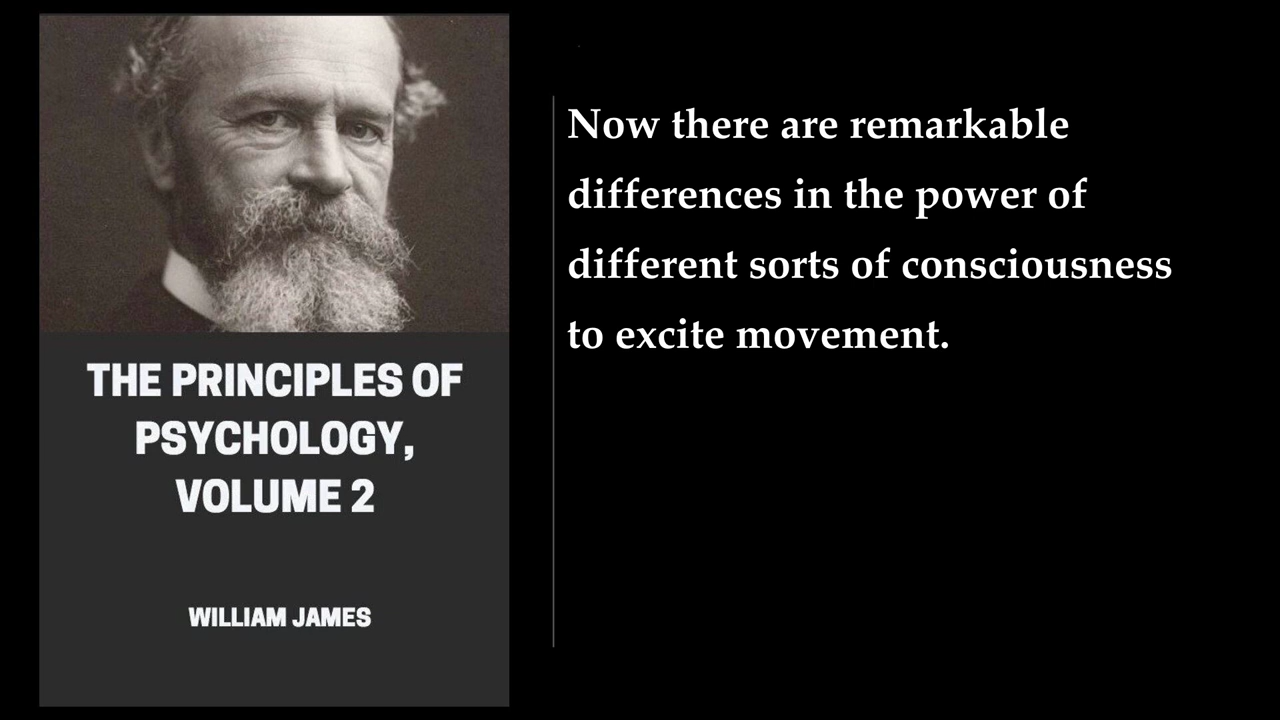 THE PRINCIPLES OF
PSYCHOLOGY,
VOLUME 2
WILLIAM JAMES
Now there are remarkable
differences in the power of
different sorts of consciousness
to excite movement.